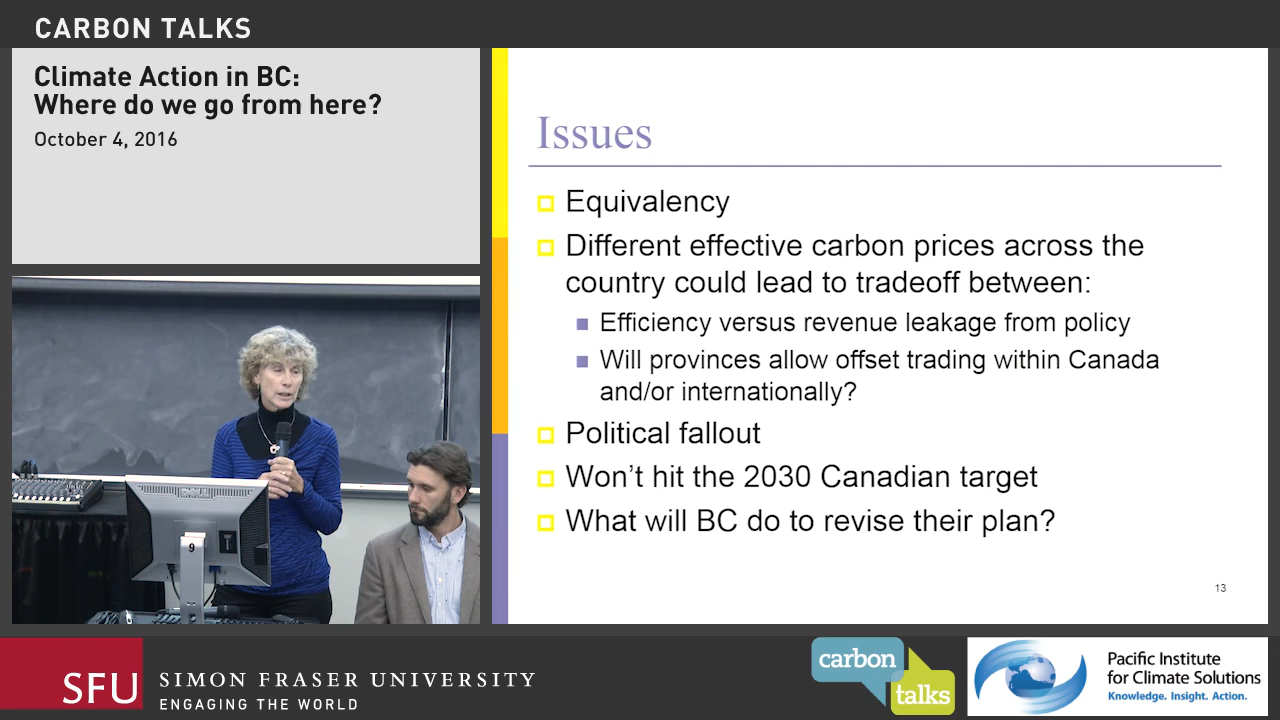 CARBON TALKS
Climate Action in BC:
Where do we go from here?
October 4, 2016
Issues
Equivalency
Different effective carbon prices across the
country could lead to tradeoff between:
Efficiency versus revenue leakage from policy
Will provinces allow offset trading within Canada
and/or internationally?
Political fallout
Won't hit the 2030 Canadian target
What will BC do to revise their plan?
13
9
SFU
SIMON FRASER UNIVERSITY
ENGAGING THE WORLD
carbon
talks
Pacific Institute
for Climate Solutions
Knowledge. Insight. Action.